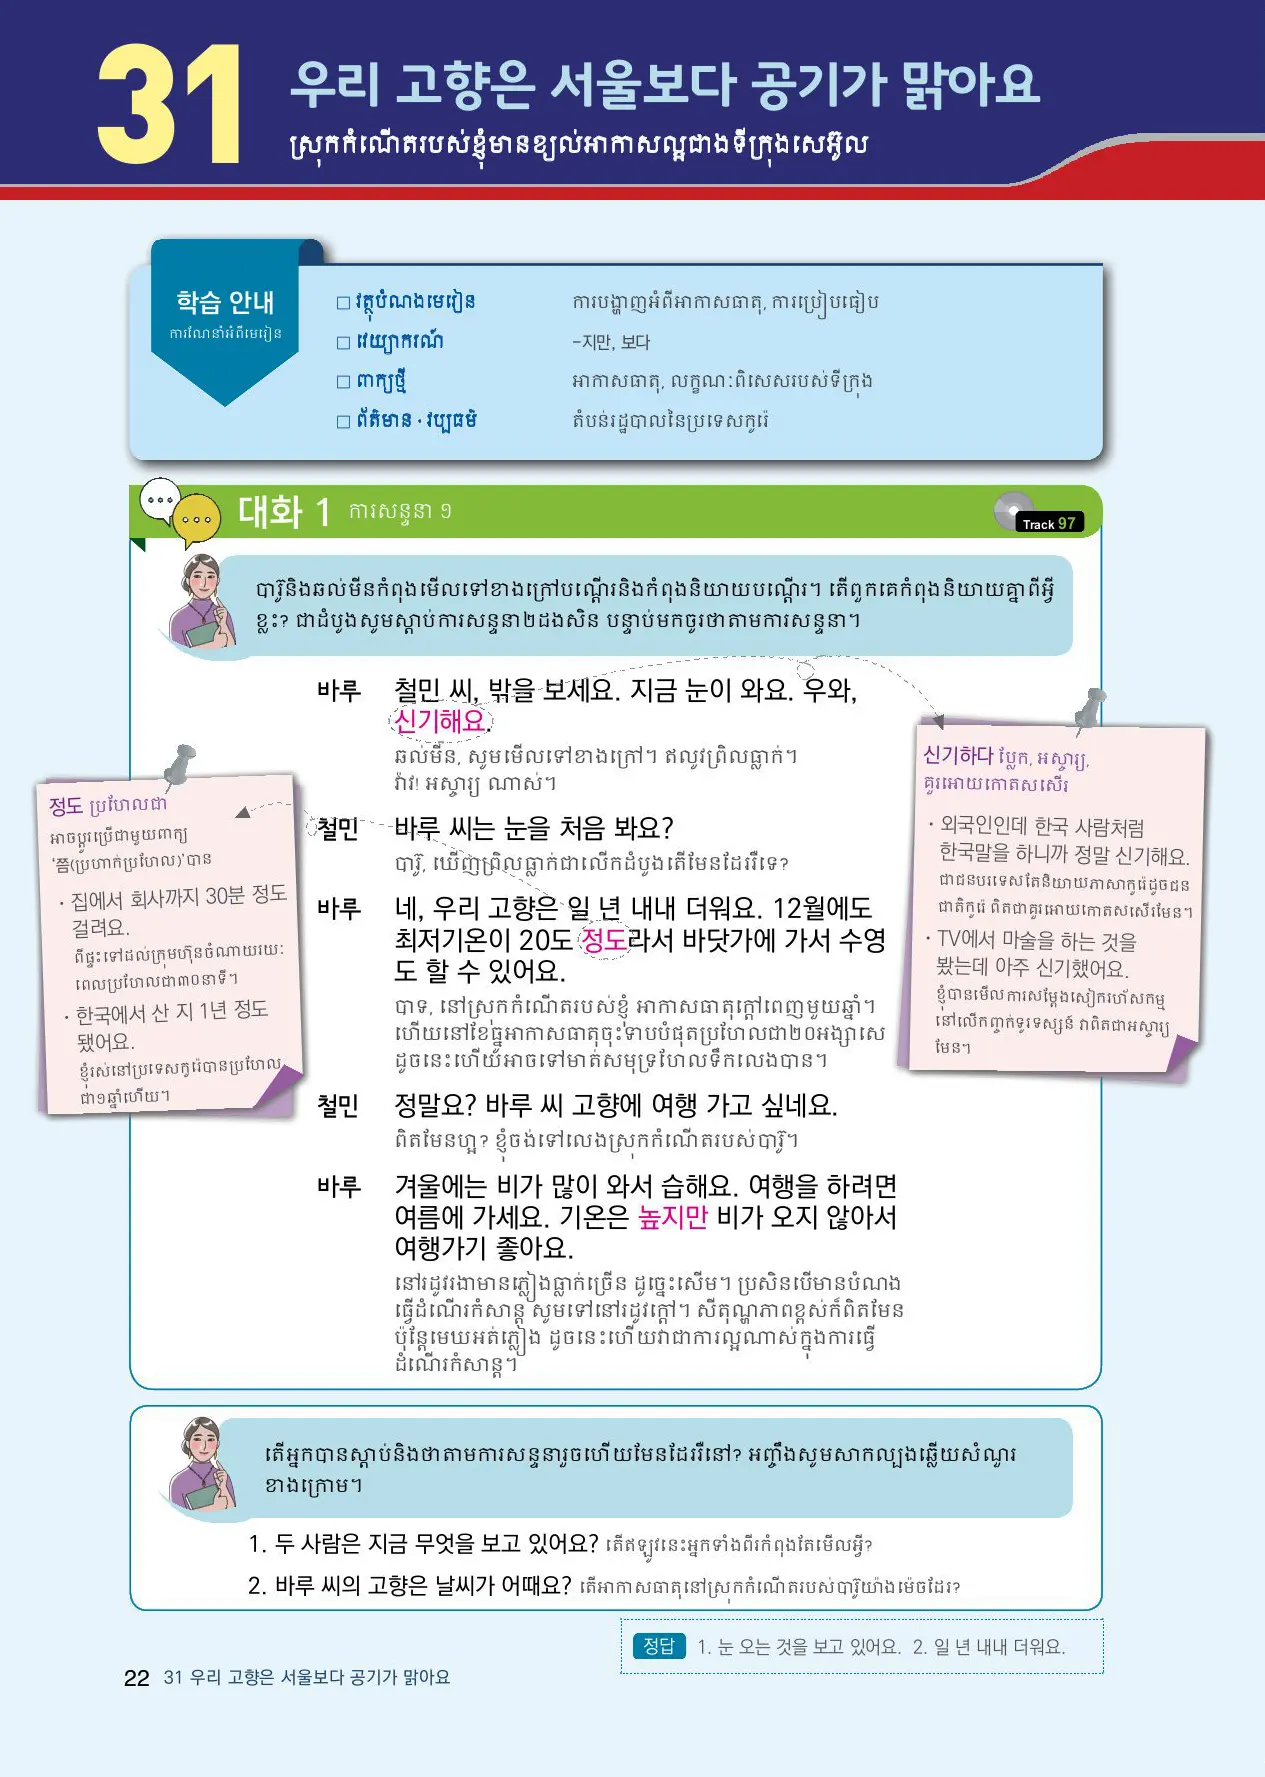 31
우리 고향은 서울보다 공기가 맑아요
ស្រុកកំណើតរបស់ខ្ញុំមានខ្យល់អាកាសល្អជាងទីក្រុងសេអ៊ូល
학습 안내
ការណែនាំអំពីមេរៀន
□ វត្ថុបំណងមេរៀន ការបង្ហាញអំពីអាកាសធាតុ, ការប្រៀបធៀប
□ វេយ្យាករណ៍ -지만, 보다
□ ពាក្យថ្មី អាកាសធាតុ, លក្ខណៈពិសេសរបស់ទីក្រុង
□ ព័ត៌មាន · វប្បធម៌ តំបន់រដ្ឋបាលនៃប្រទេសកូរ៉េ
대화 1 ការសន្ទនា ១
Track 97
បារ៊ូនិងឆល់មីនកំពុងមើលទៅខាងក្រៅបណ្ដើរនិងកំពុងនិយាយបណ្ដើរ។ តើពួកគេកំពុងនិយាយគ្នាពីអ្វី
ខ្លះ? ជាដំបូងសូមស្ដាប់ការសន្ទនា២ដងសិន បន្ទាប់មកចូរថាតាមការសន្ទនា។
바루 철민 씨, 밖을 보세요. 지금 눈이 와요. 우와,
신기해요.
ឆល់មីន, សូមមើលទៅខាងក្រៅ។ ឥលូវព្រិលធ្លាក់។
វ៉ាវ! អស្ចារ្យ ណាស់។
철민 바루 씨는 눈을 처음 봐요?
បារ៊ូ, ឃើញព្រិលធ្លាក់ជាលើកដំបូងតើមែនដែររឺទេ?
바루 네, 우리 고향은 일 년 내내 더워요. 12월에도
최저기온이 20도 정도라서 바닷가에 가서 수영
도 할 수 있어요.
បាទ, នៅស្រុកកំណើតរបស់ខ្ញុំ អាកាសធាតុក្ដៅពេញមួយឆ្នាំ។
ហើយនៅខែធ្នូអាកាសធាតុចុះទាបបំផុតប្រហែលជា២០អង្សាសេ
ដូចនេះហើយអាចទៅមាត់សមុទ្រហែលទឹកលេងបាន។
철민 정말요? 바루 씨 고향에 여행 가고 싶네요.
ពិតមែនហ្អ? ខ្ញុំចង់ទៅលេងស្រុកកំណើតរបស់បារ៊ូ។
바루 겨울에는 비가 많이 와서 습해요. 여행을 하려면
여름에 가세요. 기온은 높지만 비가 오지 않아서
여행가기 좋아요.
នៅរដូវរងាមានភ្លៀងធ្លាក់ច្រើន ដូច្នេះសើម។ ប្រសិនបើមានបំណង
ធ្វើដំណើរកំសាន្ត សូមទៅនៅរដូវក្ដៅ។ សីតុណ្ហភាពខ្ពស់ក៏ពិតមែន
ប៉ុន្តែមេឃអត់ភ្លៀង ដូចនេះហើយវាជាការល្អណាស់ក្នុងការធ្វើ
ដំណើរកំសាន្ត។
정도 ប្រហែលជា
អាចប្ដូរប្រើជាមួយពាក្យ
‘쯤(ប្រហាក់ប្រហែល)’បាន
· 집에서 회사까지 30분 정도
걸려요.
ពីផ្ទះទៅដល់ក្រុមហ៊ុនចំណាយរយៈ
ពេលប្រហែលជា៣០នាទី។
· 한국에서 산 지 1년 정도
됐어요.
ខ្ញុំរស់នៅប្រទេសកូរ៉េបានប្រហែល
ជា១ឆ្នាំហើយ។
신기하다 ប្លែក, អស្ចារ្យ,
គួរអោយកោតសសើរ
· 외국인인데 한국 사람처럼
한국말을 하니까 정말 신기해요.
ជាជនបរទេសតែនិយាយភាសាកូរ៉េដូចជន
ជាតិកូរ៉េ ពិតជាគួរអោយកោតសសើរមែន។
· TV에서 마술을 하는 것을
봤는데 아주 신기했어요.
ខ្ញុំបានមើលការសម្ដែងសៀករហ័សកម្ម
នៅលើកញ្ចក់ទូរទស្សន៍ វាពិតជាអស្ចារ្យ
មែន។
តើអ្នកបានស្ដាប់និងថាតាមការសន្ទនារួចហើយមែនដែររឺនៅ? អញ្ចឹងសូមសាកល្បងឆ្លើយសំណួរ
ខាងក្រោម។
1. 두 사람은 지금 무엇을 보고 있어요? តើឥឡូវនេះអ្នកទាំងពីរកំពុងតែមើលអ្វី?
2. 바루 씨의 고향은 날씨가 어때요? តើអាកាសធាតុនៅស្រុកកំណើតរបស់បារ៊ូយ៉ាងម៉េចដែរ?
정답 1. 눈 오는 것을 보고 있어요. 2. 일 년 내내 더워요.
22 31 우리 고향은 서울보다 공기가 맑아요